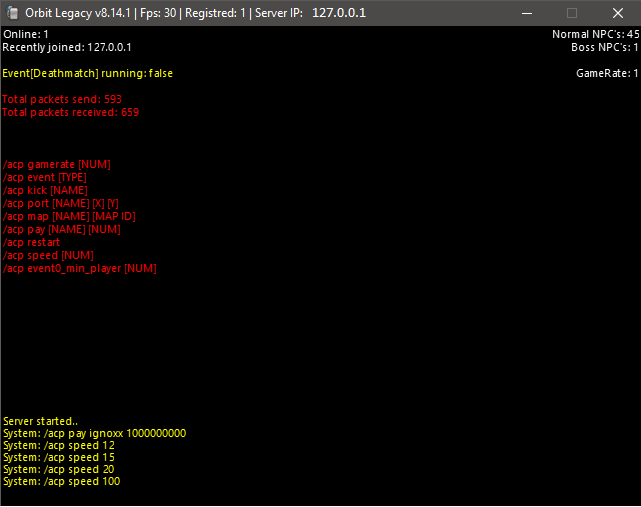 Orbit Legacy v8.14.1 | Fps: 30 | Registred: 1 | Server IP: 127.0.0.1
Online: 1
Normal NPC's: 45
Recently joined: 127.0.0.1
Boss NPC's: 1
Event[Deathmatch] running: false
GameRate: 1
Total packets send: 593
Total packets received: 659
/acp gamerate [NUM]
/acp event [TYPE]
/acp kick [NAME]
/acp port [NAME] [X] [Y]
/acp map [NAME] [MAP ID]
/acp pay [NAME] [NUM]
/acp restart
/acp speed [NUM]
/acp event0_min_player [NUM]
Server started..
System: /acp pay ignoxx 1000000000
System: /acp speed 12
System: /acp speed 15
System: /acp speed 20
System: /acp speed 100